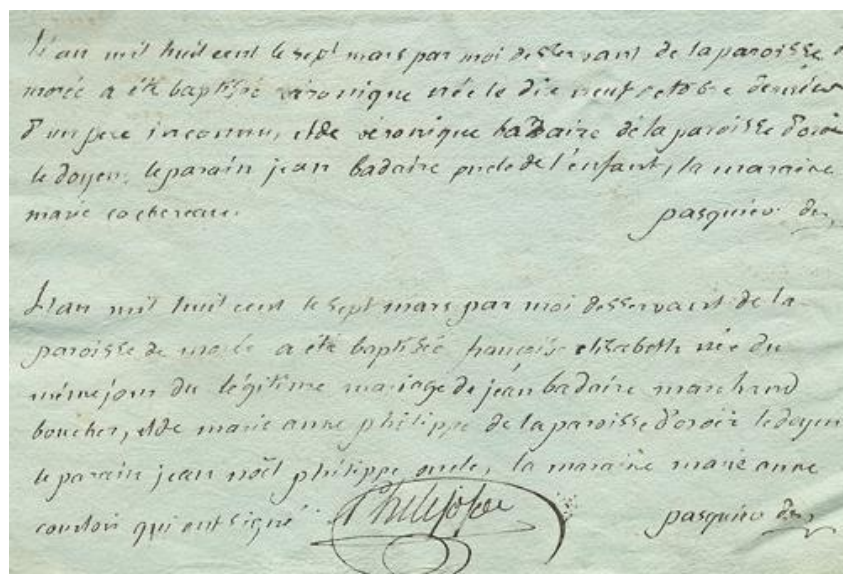 L'an mil huit cent le sept mars par moi desservant de la paroisse
morée a été baptisée véronique née le dix neuf octobre dernier
d'un pere inconnu, et de véronique badaire de la paroisse d'oroir
le doyen, le parain jean badaire oncle de l'enfant, la maraine
marie cochereau. pasquier des
L'an mil huit cent le sept mars par moi desservant de la
paroisse de morée a été baptisée françoise elisabeth née du
même jour du légitime mariage de jean badaire marchand
boucher, et de marie anne philippe de la paroisse d'oroir le doyen
le parain jean noël philippe oncle, la maraine marie anne
qui ont signé Philippe pasquier des